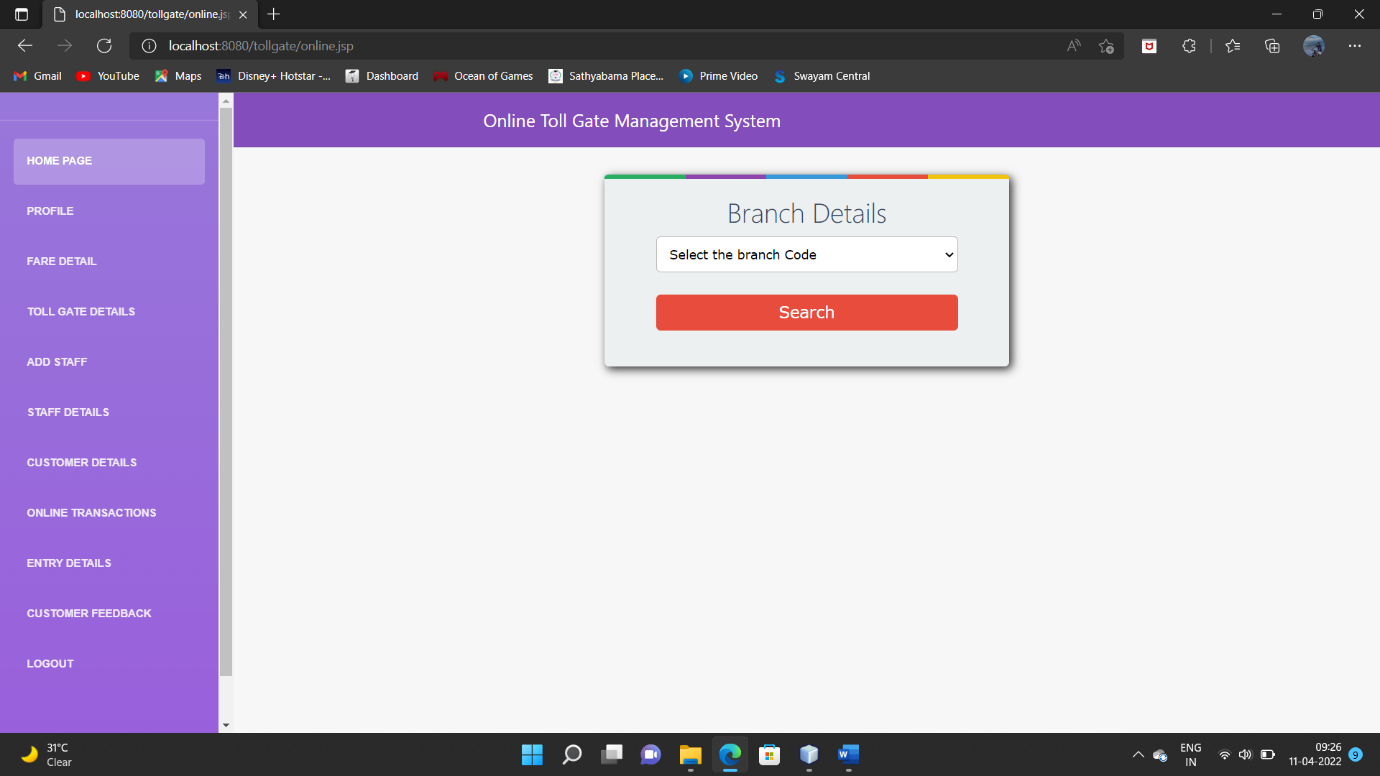 localhost:8080/tollgate/online.js
localhost:8080/tollgate/online.jsp
Gmail
YouTube
Maps
Disney+ Hotstar -...
Dashboard
Ocean of Games
Sathyabama Place...
Prime Video
Swayam Central
Online Toll Gate Management System
HOME PAGE
PROFILE
FARE DETAIL
TOLL GATE DETAILS
ADD STAFF
STAFF DETAILS
CUSTOMER DETAILS
ONLINE TRANSACTIONS
ENTRY DETAILS
CUSTOMER FEEDBACK
LOGOUT
Branch Details
Select the branch Code
Search
31°C
Clear
ENG
IN
09:26
11-04-2022
9